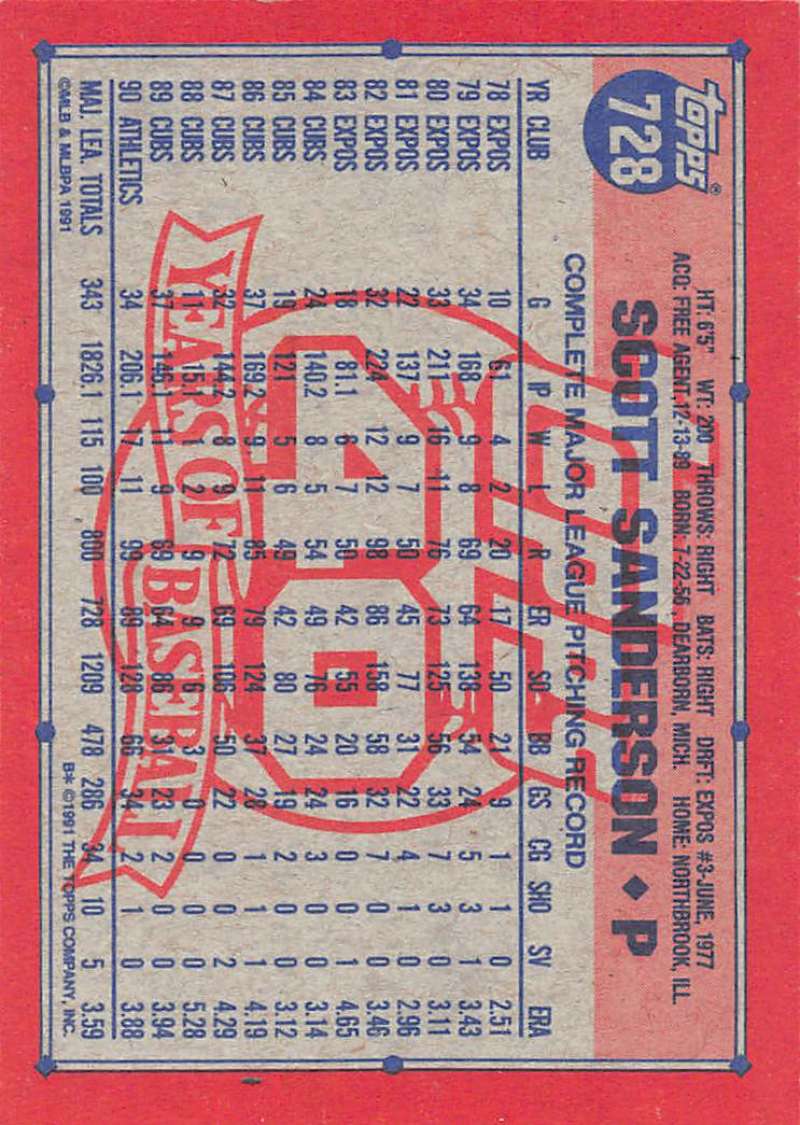 topps®
728
HT: 6'5" WT: 200 THROWS: RIGHT BATS: RIGHT DRFT: EXPOS #3-JUNE, 1977
ACQ: FREE AGENT, 12-13-89 BORN: 7-22-56, DEARBORN, MICH. HOME: NORTHBROOK, ILL.
SCOTT SANDERSON ♦ P
COMPLETE MAJOR LEAGUE PITCHING RECORD
YR CLUB G IP W L R ER SO BB GS CG SHO SV ERA
78 EXPOS 10 61 4 2 20 17 50 21 9 1 1 0 2.51
79 EXPOS 34 168 9 8 69 64 138 54 24 5 3 1 3.43
80 EXPOS 33 211 16 11 76 73 125 56 33 7 3 0 3.11
81 EXPOS 22 137 9 7 50 45 77 31 22 4 1 0 2.96
82 EXPOS 32 224 12 12 98 86 158 58 32 7 0 0 3.46
83 EXPOS 18 81.1 6 7 50 42 55 20 16 0 0 1 4.65
84 CUBS 24 140.2 8 5 54 49 76 24 24 3 0 0 3.14
85 CUBS 19 121 5 6 49 42 80 27 19 2 0 0 3.12
86 CUBS 37 169.2 9 11 85 79 124 37 28 1 1 1 4.19
87 CUBS 32 144.2 8 9 72 69 106 50 22 0 0 2 4.29
88 CUBS 11 15.1 1 2 9 9 6 3 0 0 0 0 5.28
89 CUBS 37 146.1 11 9 69 64 86 31 23 2 0 0 3.94
90 ATHLETICS 34 206.1 17 11 99 89 128 66 34 2 1 0 3.88
MAJ. LEA. TOTALS 343 1826.1 115 100 800 728 1209 478 286 34 10 5 3.59
40
YEARS OF BASEBALL
©MLB & MLBPA 1991
B* ©1991 THE TOPPS COMPANY, INC.